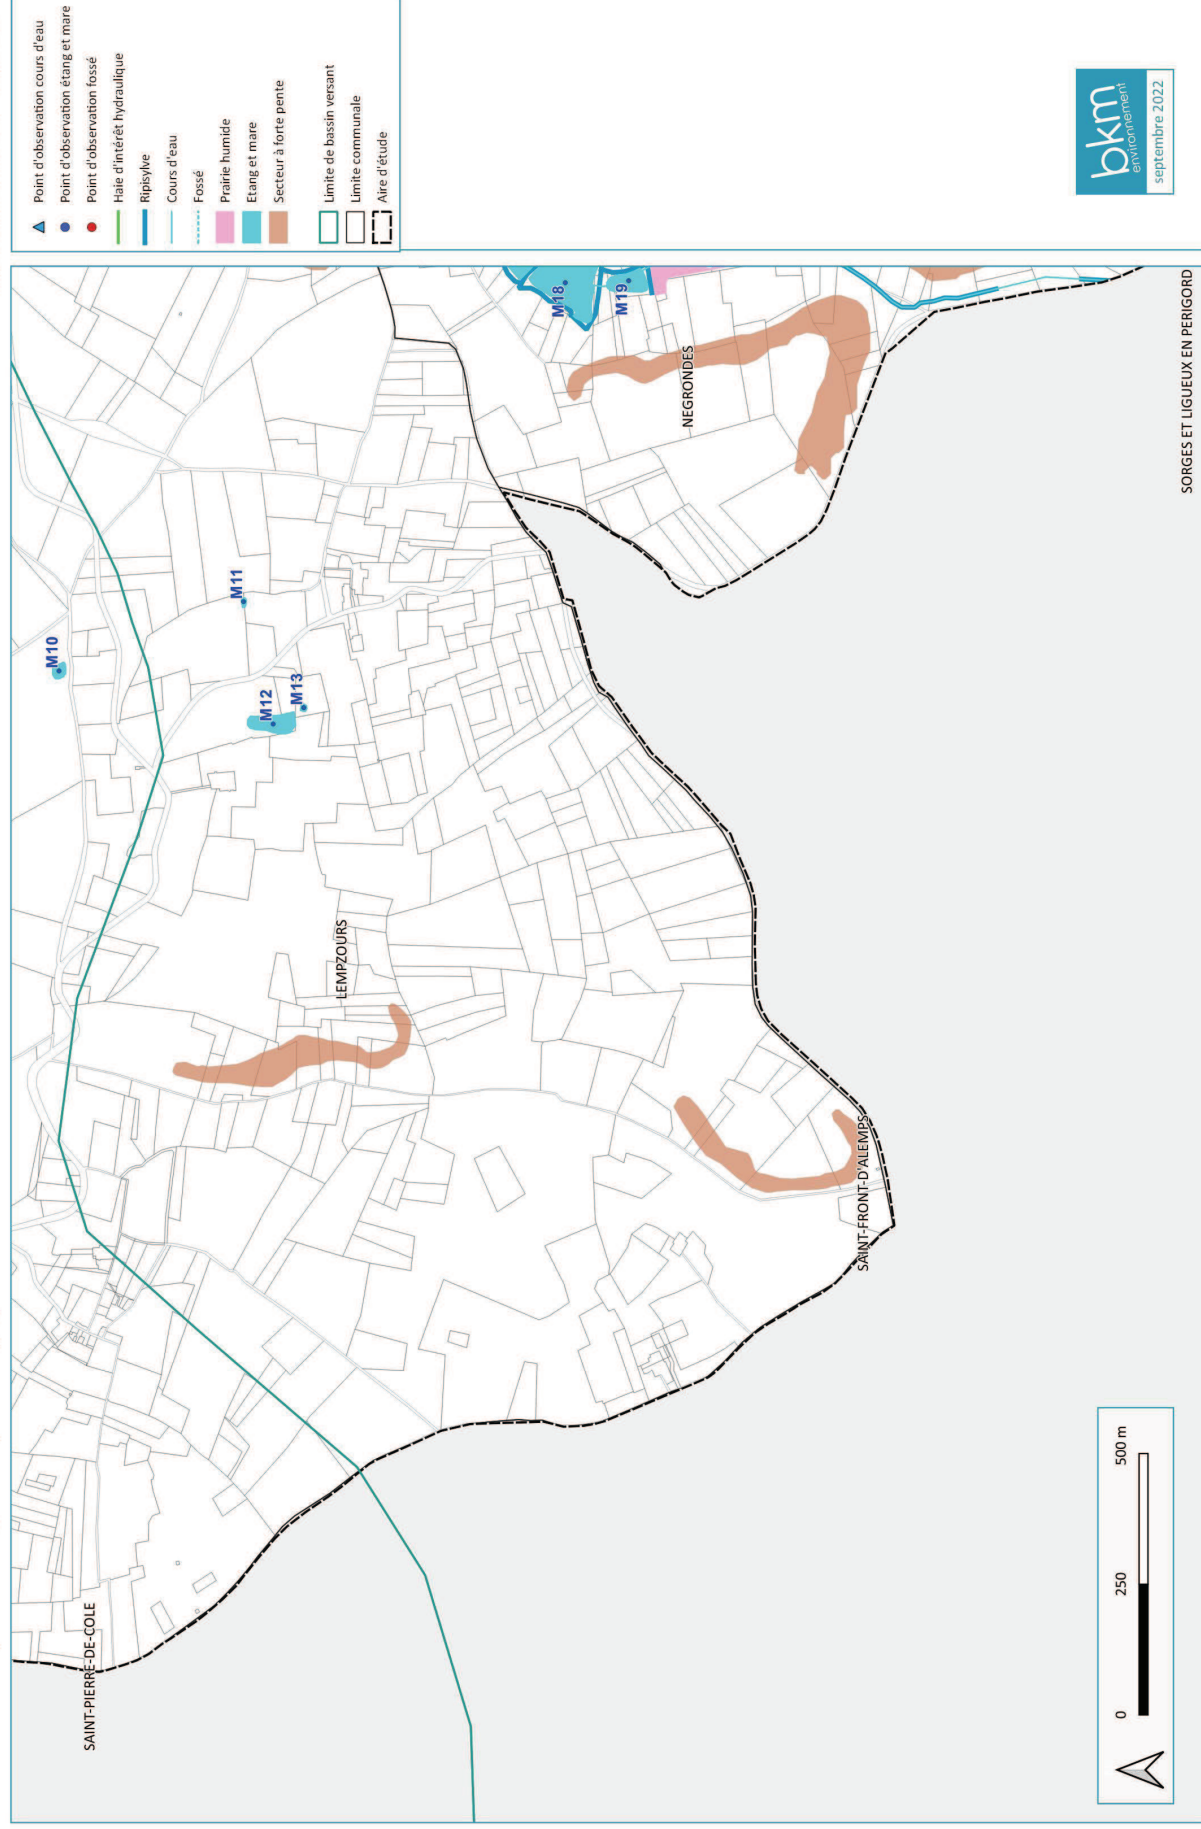 Point d'observation cours d'eau
Point d'observation étang et mare
Point d'observation fossé
Haie d'intérêt hydraulique
Ripisylve
Cours d'eau
Fossé
Prairie humide
Etang et mare
Secteur à forte pente
Limite de bassin versant
Limite communale
Aire d'étude
bkm
environnement
septembre 2022
M10
M11
M12
M13
M18
M19
SAINT-PIERRE-DE-COLE
LEMPZOURS
NEGRONDES
SAINT-FRONT-D'ALEMPS
SORGES ET LIGUEUX EN PERIGORD
0 250 500 m